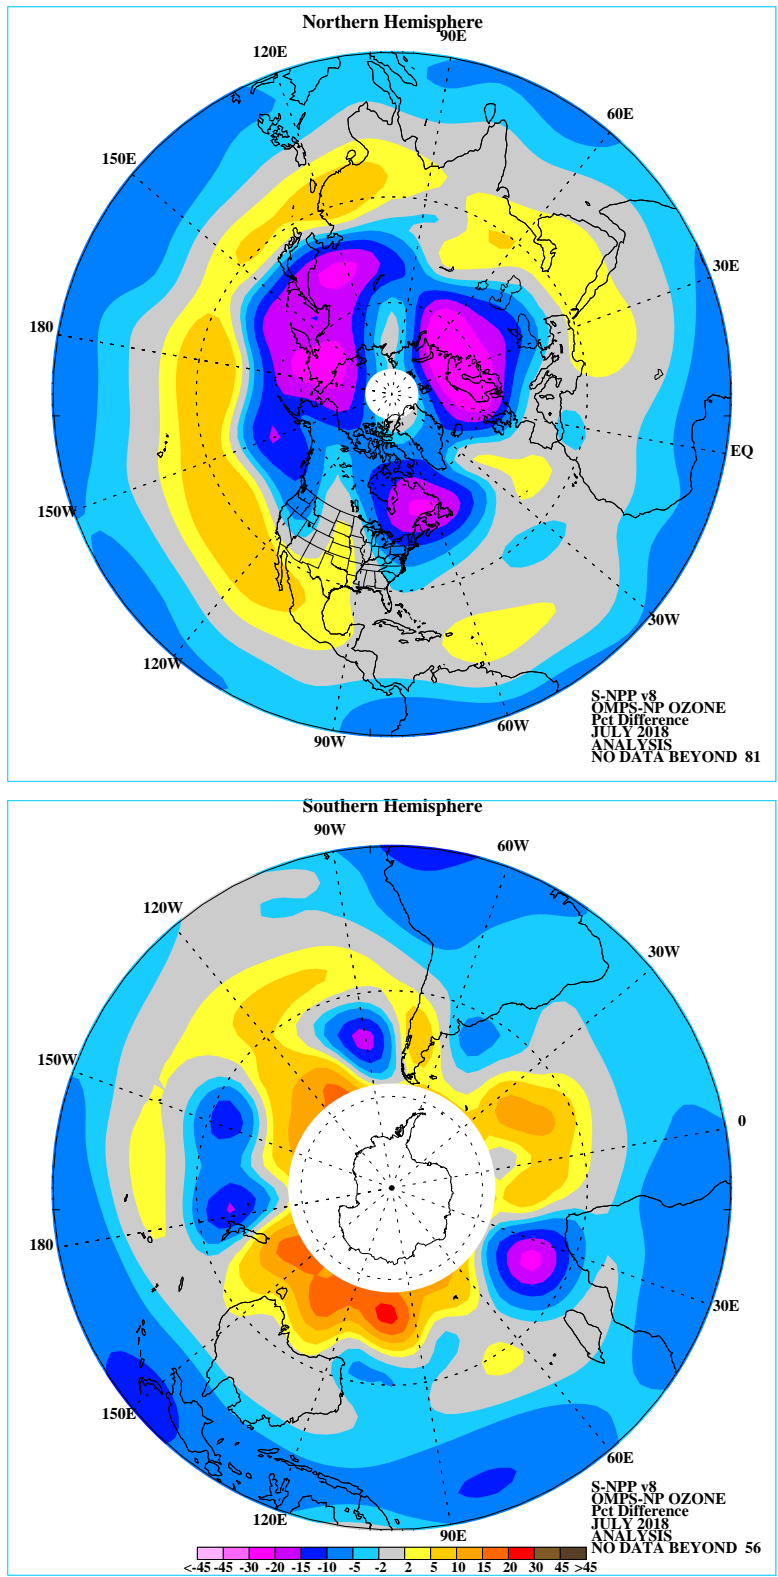 Northern Hemisphere
90E
120E
60E
150E
30E
180
EQ
150W
30W
120W
60W
90W
S-NPP v8
OMPS-NP OZONE
Pct Difference
JULY 2018
ANALYSIS
NO DATA BEYOND 81
Southern Hemisphere
90W
60W
120W
30W
150W
0
180
30E
150E
60E
120E
90E
S-NPP v8
OMPS-NP OZONE
Pct Difference
JULY 2018
ANALYSIS
NO DATA BEYOND 56
<-45 -45 -30 -20 -15 -10 -5 -2 2 5 10 15 20 30 45 >45